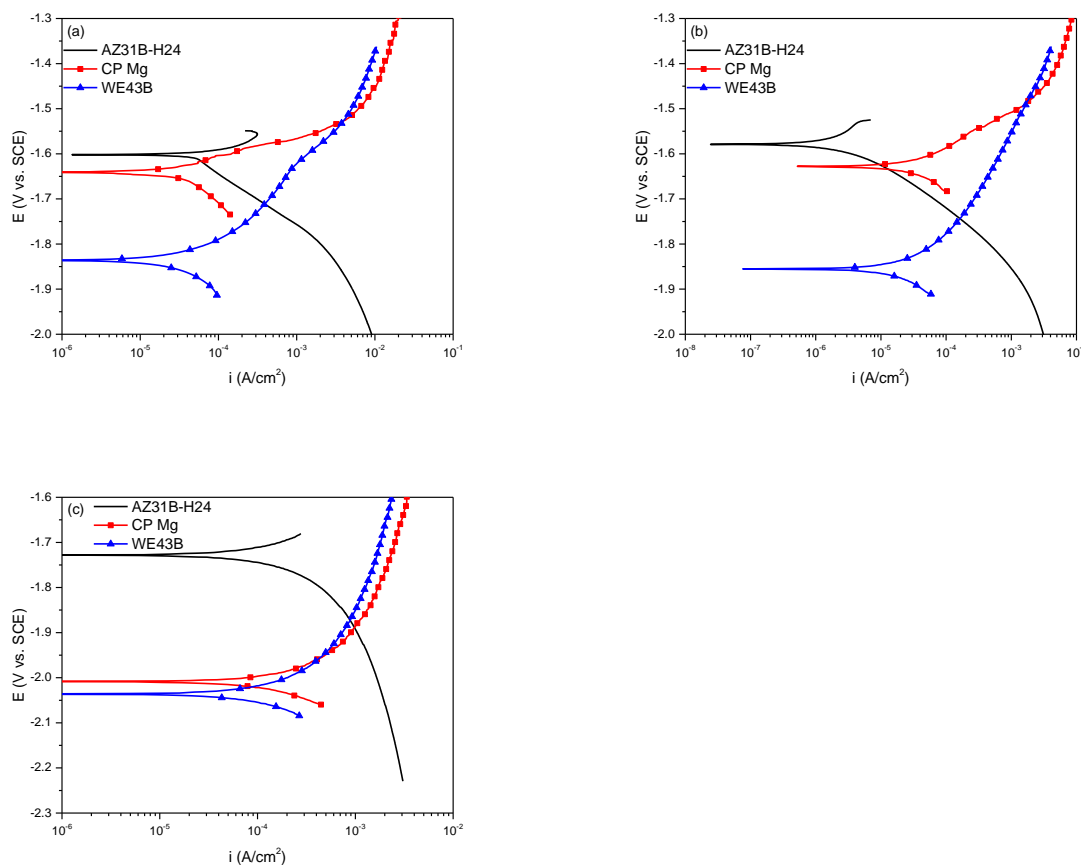 (a)
AZ31B-H24
CP Mg
WE43B
-1.3
-1.4
-1.5
-1.6
-1.7
-1.8
-1.9
-2.0
E (V vs. SCE)
10⁻⁶ 10⁻⁵ 10⁻⁴ 10⁻³ 10⁻² 10⁻¹
i (A/cm²)
(b)
AZ31B-H24
CP Mg
WE43B
-1.3
-1.4
-1.5
-1.6
-1.7
-1.8
-1.9
-2.0
E (V vs. SCE)
10⁻⁸ 10⁻⁷ 10⁻⁶ 10⁻⁵ 10⁻⁴ 10⁻³
i (A/cm²)
(c)
AZ31B-H24
CP Mg
WE43B
-1.6
-1.7
-1.8
-1.9
-2.0
-2.1
-2.2
-2.3
E (V vs. SCE)
10⁻⁶ 10⁻⁵ 10⁻⁴ 10⁻³ 10⁻²
i (A/cm²)